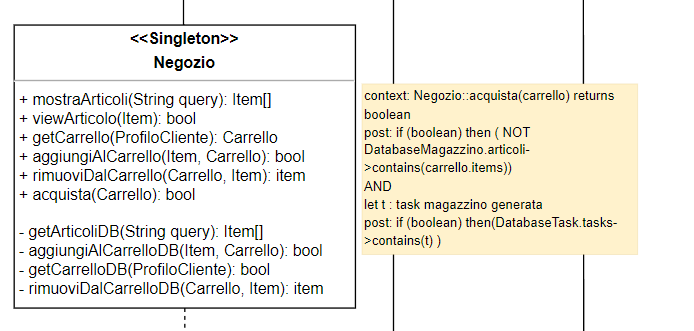 <<Singleton>>
Negozio
+ mostraArticoli(String query): Item[]
+ viewArticolo(Item): bool
+ getCarrello(ProfiloCliente): Carrello
+ aggiungiAlCarrello(Item, Carrello): bool
+ rimuoviDalCarrello(Carrello, Item): item
+ acquista(Carrello): bool
- getArticoliDB(String query): Item[]
- aggiungiAlCarrelloDB(Item, Carrello): bool
- getCarrelloDB(ProfiloCliente): bool
- rimuoviDalCarrelloDB(Carrello, Item): item
context: Negozio::acquista(carrello) returns
boolean
post: if (boolean) then ( NOT
DatabaseMagazzino.articoli-
>contains(carrello.items))
AND
let t : task magazzino generata
post: if (boolean) then(DatabaseTask.tasks-
>contains(t) )